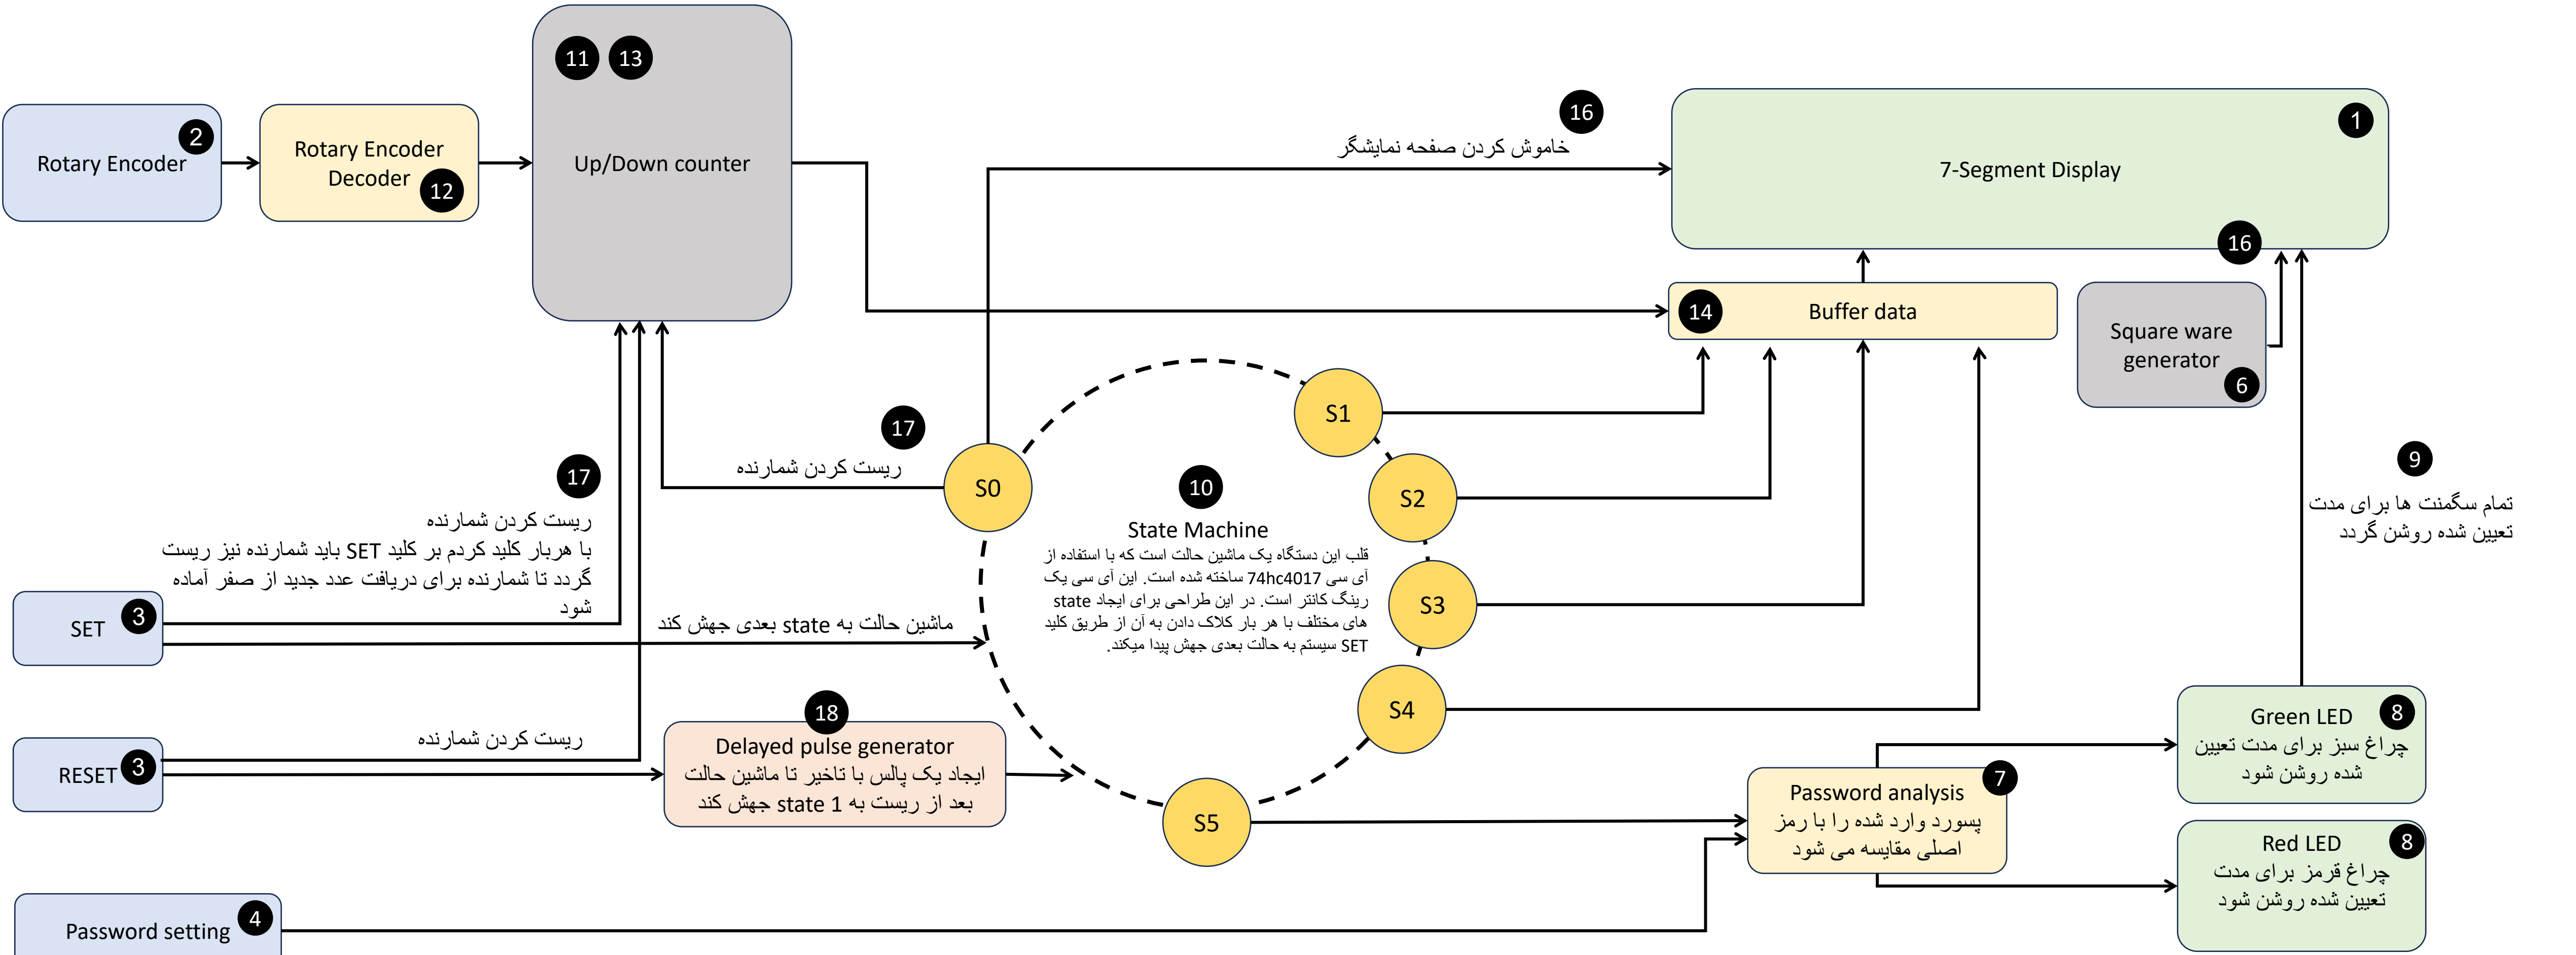 11 13
Up/Down counter
2
Rotary Encoder
Rotary Encoder
Decoder
12
16
خاموش کردن صفحه نمایشگر
1
7-Segment Display
16
14
Buffer data
Square ware
generator
6
17
ریست کردن شمارنده
17
ریست کردن شمارنده
با هربار کلید کردم بر کلید SET باید شمارنده نیز ریست
گردد تا شمارنده برای دریافت عدد جدید از صفر آماده
شود
S0
S1
S2
S3
S4
S5
10
State Machine
قلب این دستگاه یک ماشین حالت است که با استفاده از
آی سی 74hc4017 ساخته شده است. این آی سی یک
رینگ کانتر است. در این طراحی برای ایجاد state
های مختلف با هر بار کلاک دادن به آن از طریق کلید
SET سیستم به حالت بعدی جهش پیدا میکند.
9
تمام سگمنت ها برای مدت
تعیین شده روشن گردد
3
SET
ماشین حالت به state بعدی جهش کند
3
RESET
ریست کردن شمارنده
18
Delayed pulse generator
ایجاد یک پالس با تاخیر تا ماشین حالت
بعد از ریست به state 1 جهش کند
7
Password analysis
پسورد وارد شده را با رمز
اصلی مقایسه می شود
8
Green LED
چراغ سبز برای مدت تعیین
شده روشن شود
8
Red LED
چراغ قرمز برای مدت
تعیین شده روشن شود
4
Password setting